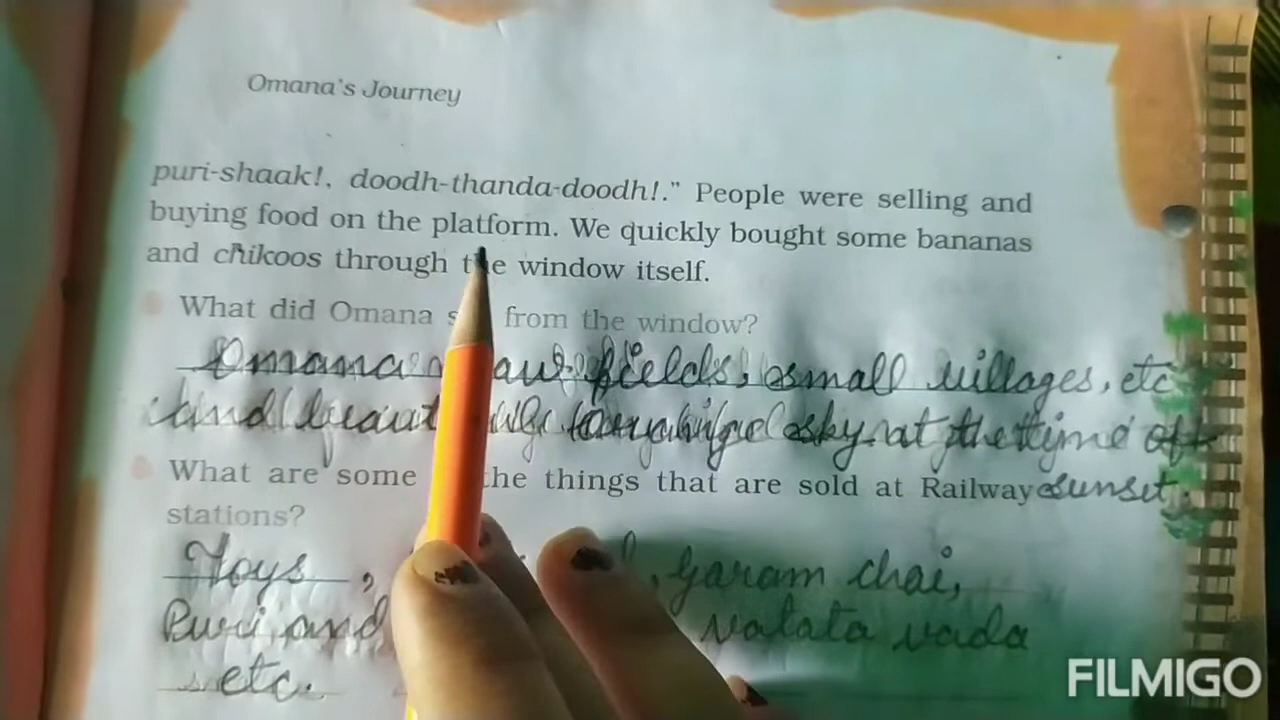 Omana's Journey
puri-shaak!, doodh-thanda-doodh!." People were selling and
buying food on the platform. We quickly bought some bananas
and chikoos through the window itself.
What did Omana from the window?
Omana fields, small villages, etc
and sky at the time of
What are some the things that are sold at Railway sunset.
stations?
Toys, garam chai,
Puri, and vatata vada
etc.
FILMIGO